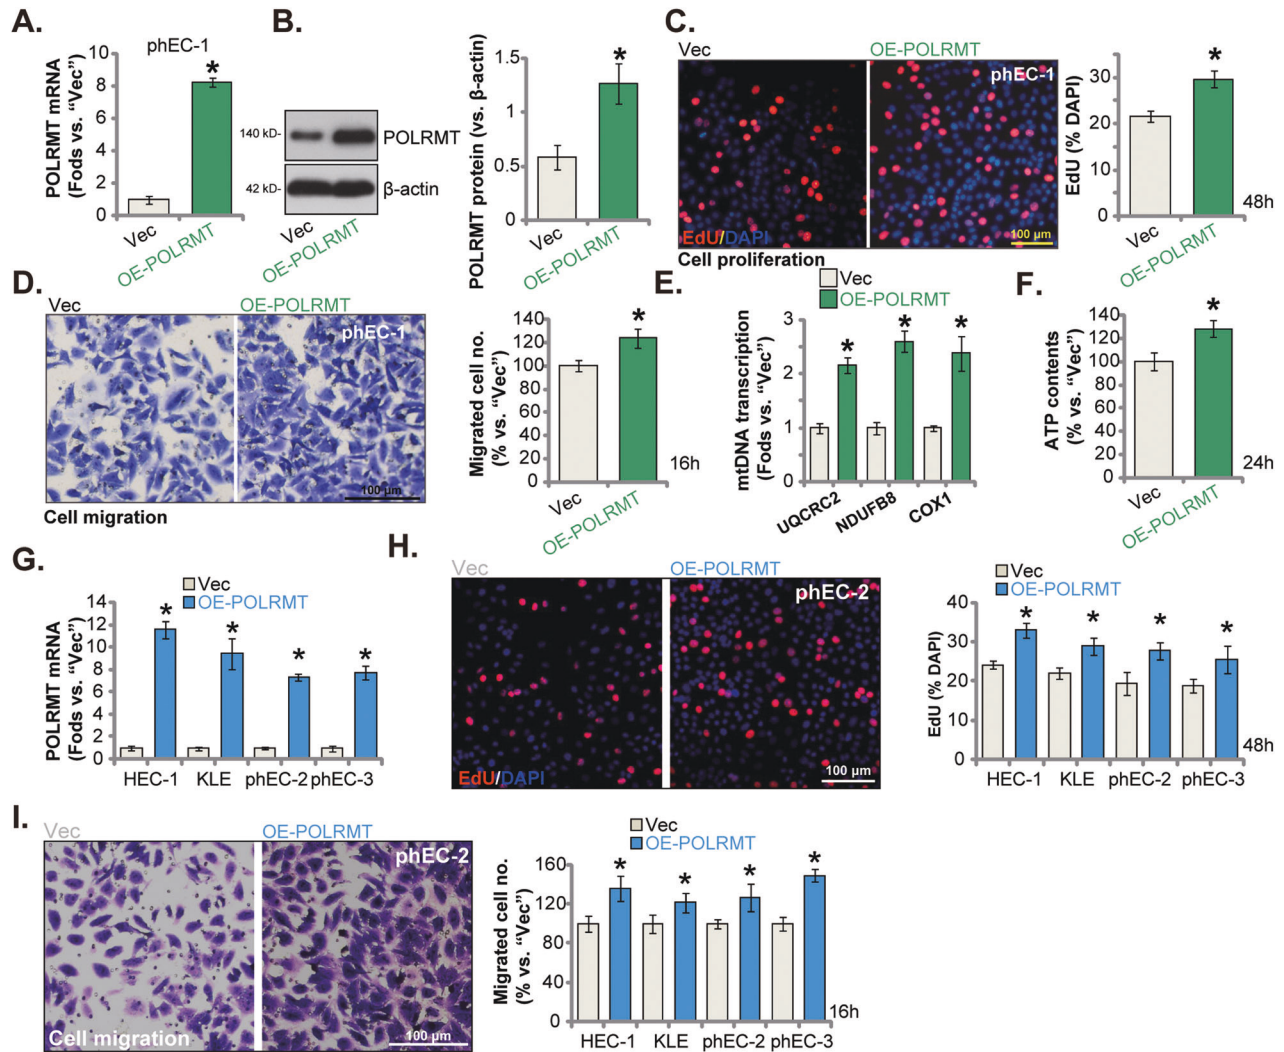 A.
phEC-1
POLRMT mRNA
(Fods vs. “Vec”)
10
8
6
4
2
0
*
Vec
OE-POLRMT
B.
140 kD-
POLRMT
42 kD-
β-actin
Vec
OE-POLRMT
POLRMT protein (vs. β-actin)
1.5
1
0.5
0
*
Vec
OE-POLRMT
C.
Vec
OE-POLRMT
phEC-1
EdU/DAPI
100 µm
Cell proliferation
EdU (% DAPI)
30
20
10
0
*
48h
Vec
OE-POLRMT
D.
Vec
OE-POLRMT
phEC-1
100 µm
Cell migration
Migrated cell no.
(% vs. “Vec”)
140
120
100
80
60
40
20
0
*
16h
Vec
OE-POLRMT
E.
Vec
OE-POLRMT
mtDNA transcription
(Fods vs. “Vec”)
3
2
2
1
0
0
* * *
UQCRC2 NDUFB8 COX1
F.
ATP contents
(% vs. “Vec”)
140
120
100
80
60
40
20
0
*
24h
Vec
OE-POLRMT
G.
Vec
OE-POLRMT
POLRMT mRNA
(Fods vs. “Vec”)
14
12
10
8
6
4
2
0
* * * *
HEC-1 KLE phEC-2 phEC-3
H.
Vec
OE-POLRMT
phEC-2
EdU/DAPI
100 µm
Vec
OE-POLRMT
EdU (% DAPI)
40
30
20
10
0
* * * *
48h
HEC-1 KLE phEC-2 phEC-3
I.
Vec
OE-POLRMT
phEC-2
Cell migration
100 µm
Vec
OE-POLRMT
Migrated cell no.
(% vs. “Vec”)
160
120
80
40
0
* * * *
16h
HEC-1 KLE phEC-2 phEC-3